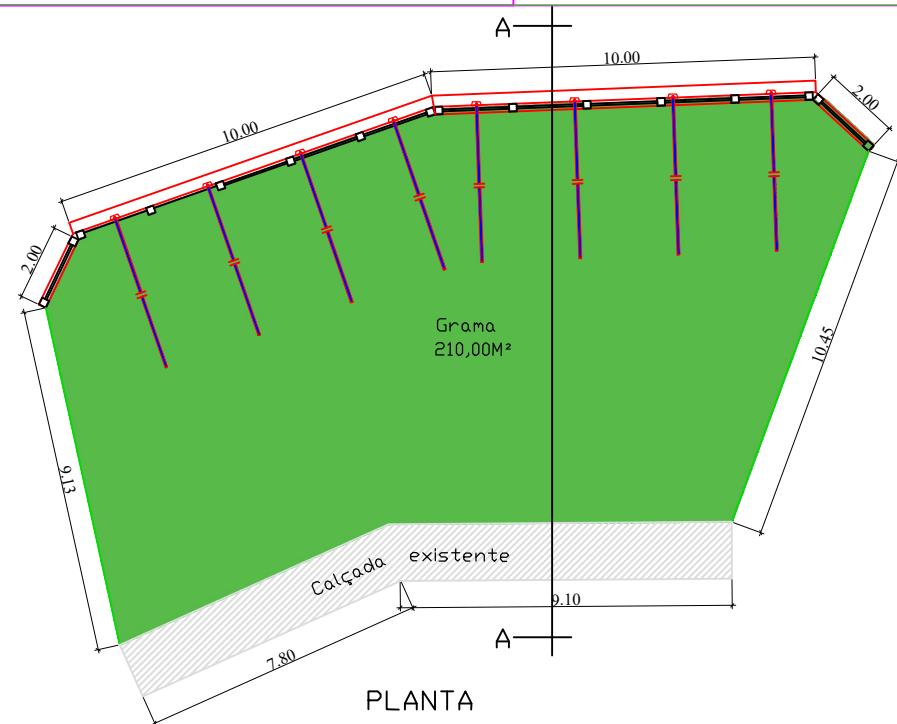 A
10.00
2.00
10.00
2.00
Grama
210,00M²
10.45
9.13
Calçada existente
9.10
A
7.80
PLANTA